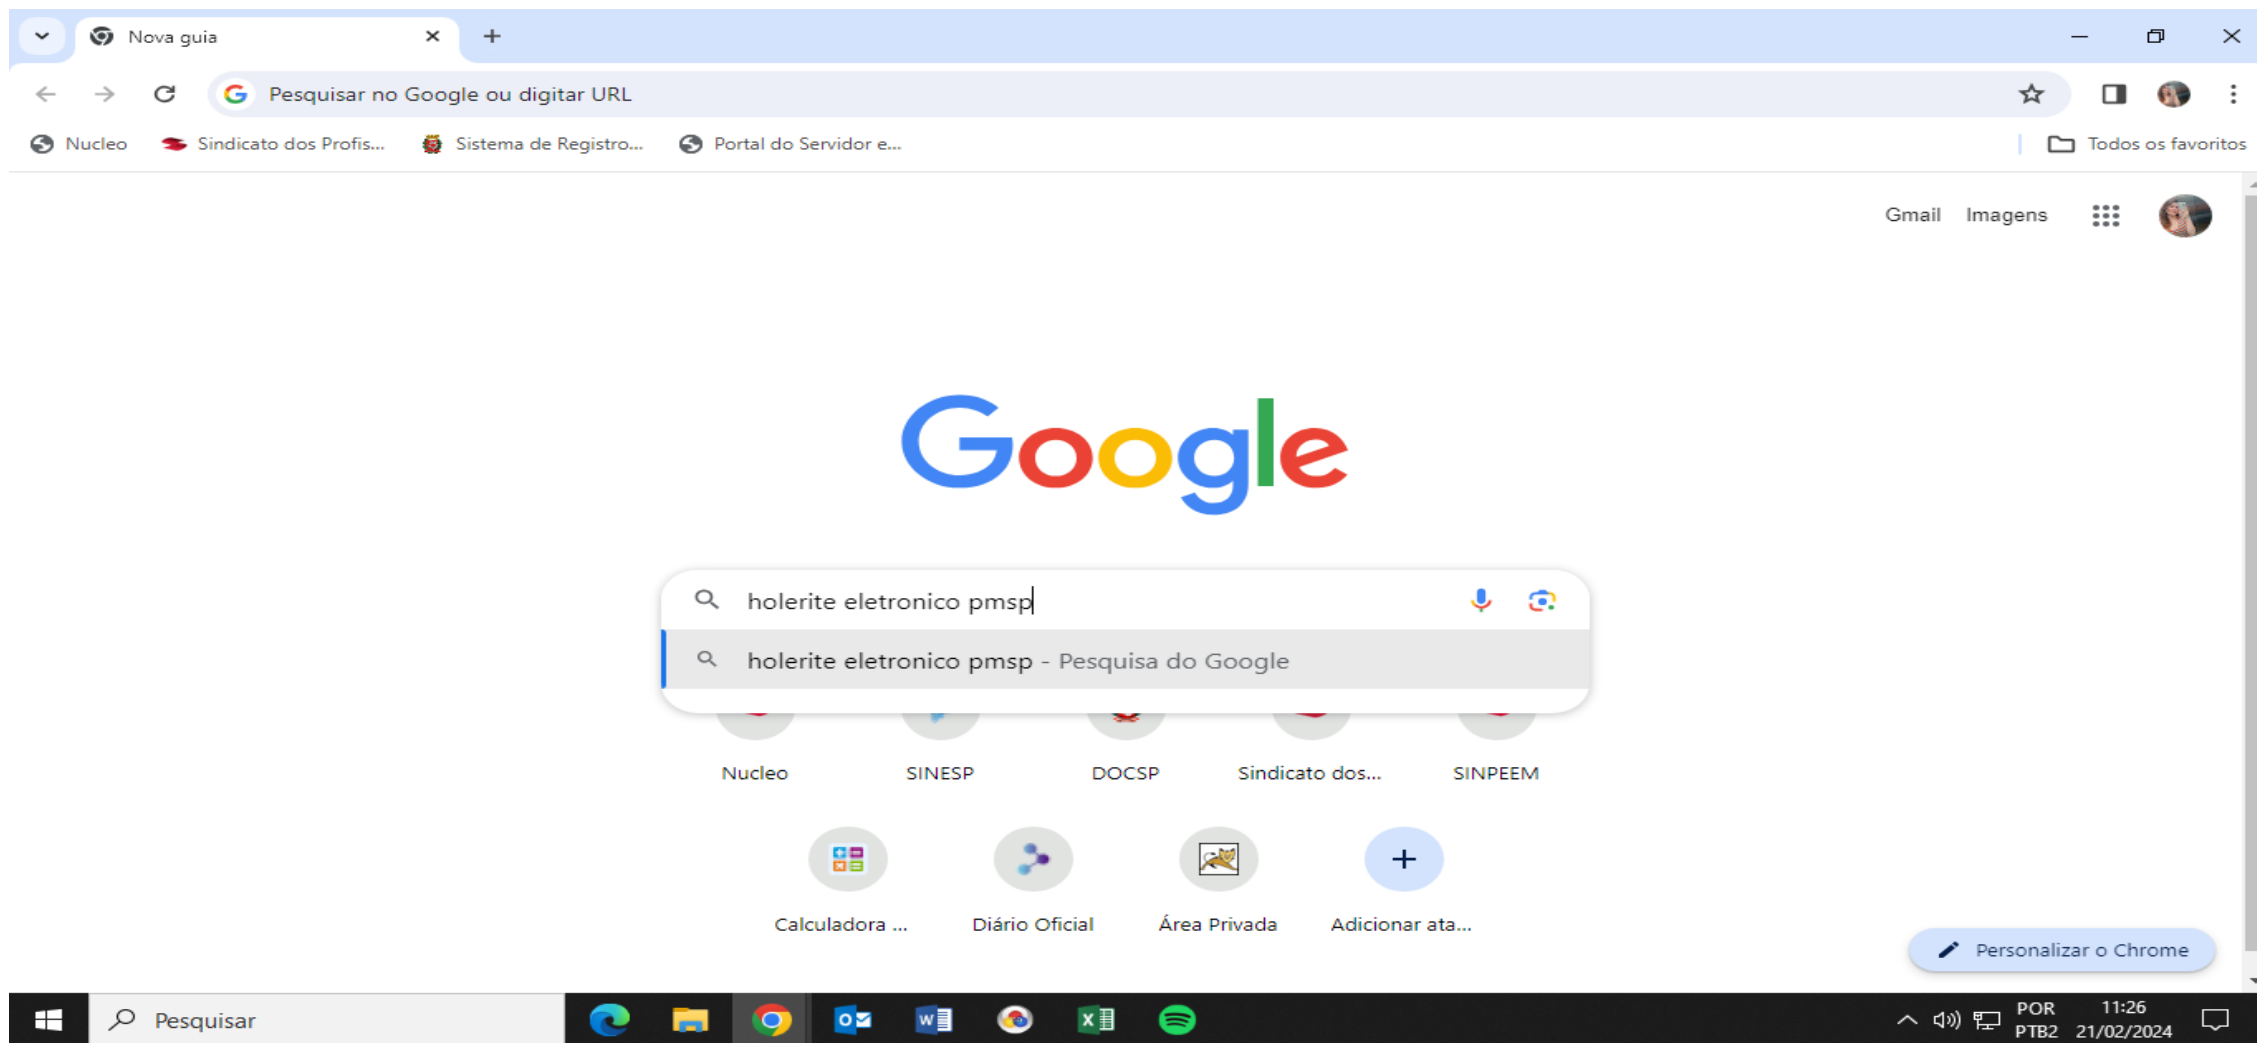 Nova guia
Pesquisar no Google ou digitar URL
Nucleo
Sindicato dos Profis...
Sistema de Registro...
Portal do Servidor e...
Todos os favoritos
Gmail
Imagens
Google
holerite eletronico pmsp
holerite eletronico pmsp - Pesquisa do Google
Nucleo
SINESP
DOCSP
Sindicato dos...
SINPEEM
Calculadora ...
Diário Oficial
Área Privada
Adicionar ata...
Personalizar o Chrome
Pesquisar
POR
PTB2
11:26
21/02/2024